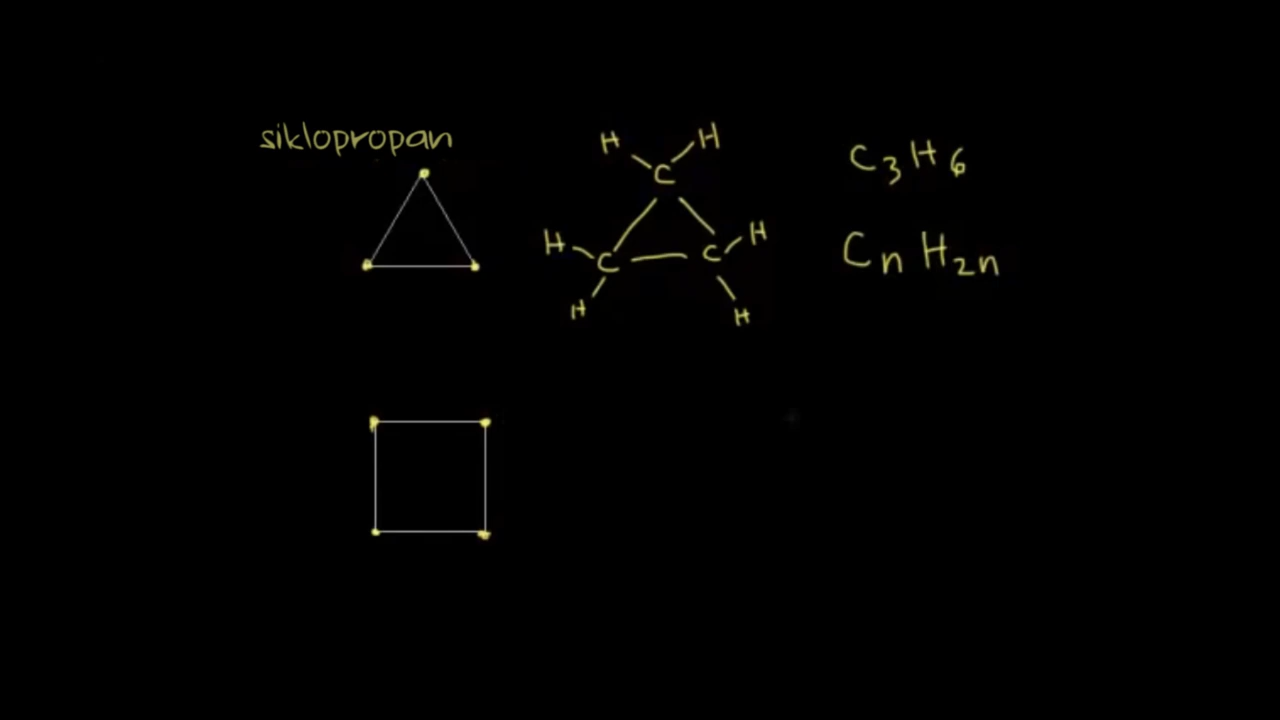 siklopropan
H H
C
H C C H
H H
C3H6
CnH2n